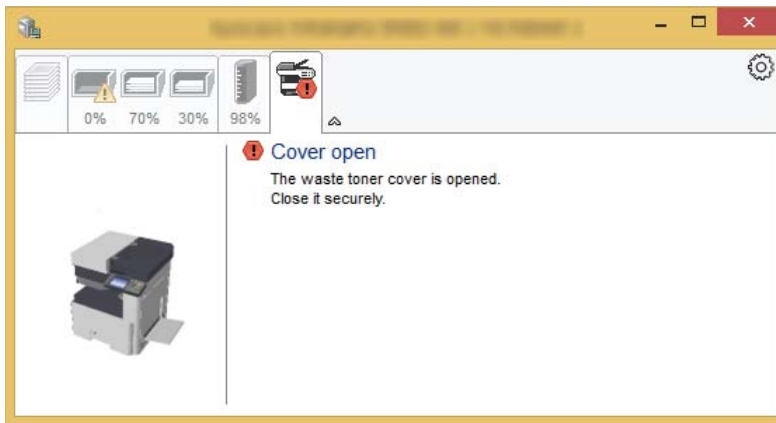 0% 70% 30% 98%
Cover open
The waste toner cover is opened.
Close it securely.